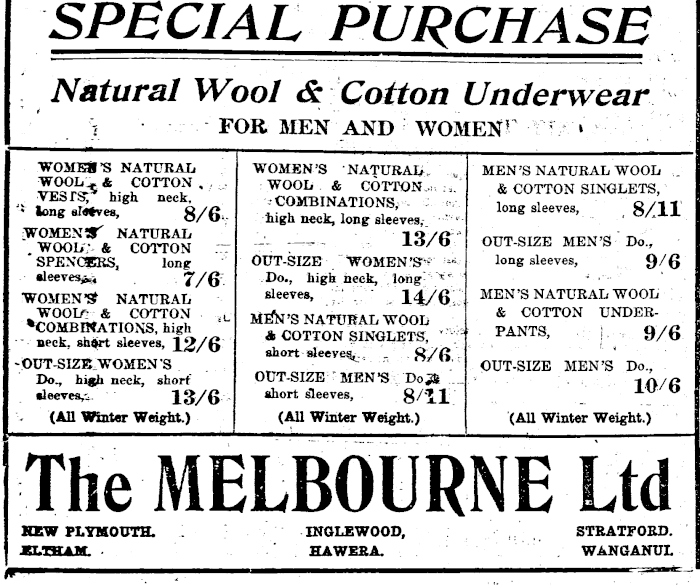 SPECIAL PURCHASE
Natural Wool & Cotton Underwear
FOR MEN AND WOMEN
WOMEN'S NATURAL
WOOL & COTTON
VESTS, high neck,
long sleeves, 8/6
WOMEN'S NATURAL
WOOL & COTTON
SPENCERS, long
sleeves, 7/6
WOMEN'S NATURAL
WOOL & COTTON
COMBINATIONS, high
neck, short sleeves, 12/6
OUT-SIZE WOMEN'S
Do., high neck, short
sleeves, 13/6
(All Winter Weight.)
WOMEN'S NATURAL
WOOL & COTTON
COMBINATIONS,
high neck, long sleeves,
13/6
OUT-SIZE WOMEN'S
Do., high neck, long
sleeves, 14/6
MEN'S NATURAL WOOL
& COTTON SINGLETS,
short sleeves, 8/6
OUT-SIZE MEN'S Do.,
short sleeves, 8/11
(All Winter Weight.)
MEN'S NATURAL WOOL
& COTTON SINGLETS,
long sleeves, 8/11
OUT-SIZE MEN'S Do.,
long sleeves, 9/6
MEN'S NATURAL WOOL
& COTTON UNDER-
PANTS, 9/6
OUT-SIZE MEN'S Do.,
10/6
(All Winter Weight.)
The MELBOURNE Ltd
NEW PLYMOUTH. INGLEWOOD, STRATFORD.
ELTHAM. HAWERA. WANGANUI.